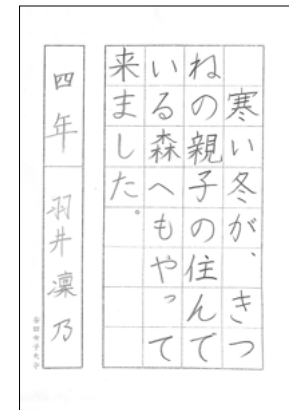 寒い冬が、きつ
ねの親子の住んで
いる森へもやって
来ました。
四年 羽井凜乃